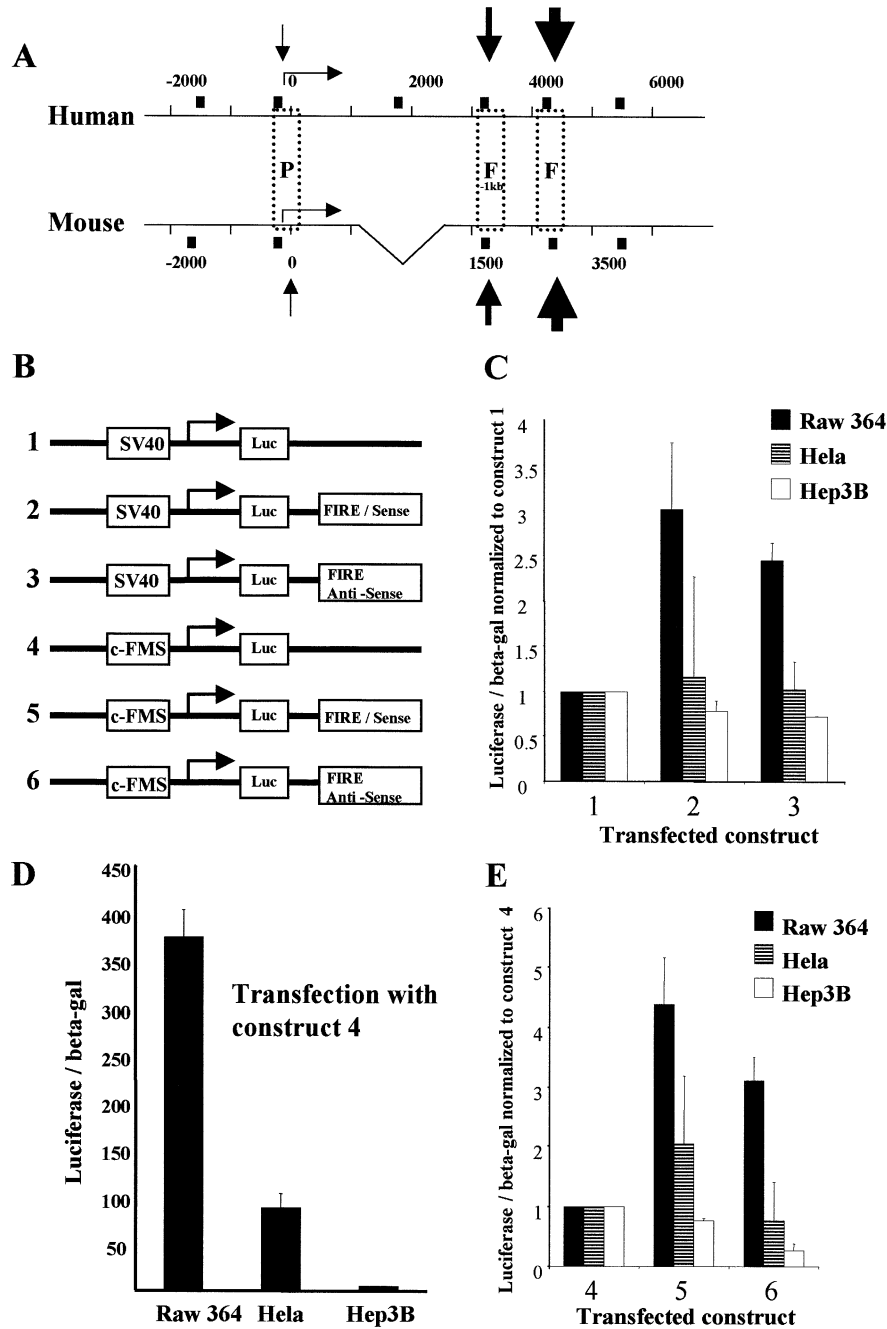 A
-2000 0 2000 4000 6000
Human
P
F
-1kb
F
Mouse
-2000 0 1500 3500
B
1 SV40 Luc
2 SV40 Luc FIRE / Sense
3 SV40 Luc FIRE
Anti -Sense
4 c-FMS Luc
5 c-FMS Luc FIRE / Sense
6 c-FMS Luc FIRE
Anti -Sense
C
Luciferase / beta-gal normalized to construct 1
4
3.5
3
2.5
2
1.5
1
0.5
0
Raw 364
Hela
Hep3B
1 2 3
Transfected construct
D
Luciferase / beta-gal
450
400
350
300
250
200
150
100
50
Transfection with
construct 4
Raw 364 Hela Hep3B
E
Luciferase / beta-gal normalized to construct 4
6
5
4
3
2
1
0
Raw 364
Hela
Hep3B
4 5 6
Transfected construct